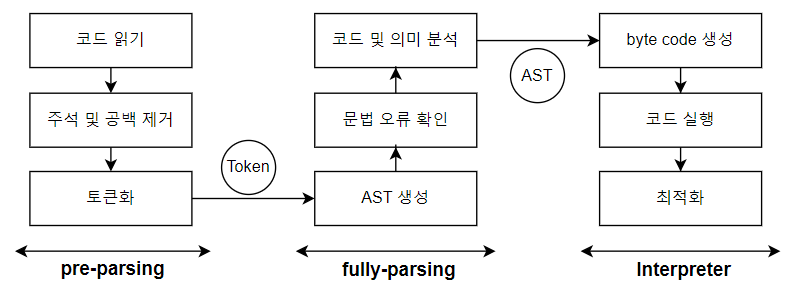 코드 읽기
주석 및 공백 제거
토큰화
Token
pre-parsing
코드 및 의미 분석
문법 오류 확인
AST 생성
AST
fully-parsing
byte code 생성
코드 실행
최적화
Interpreter